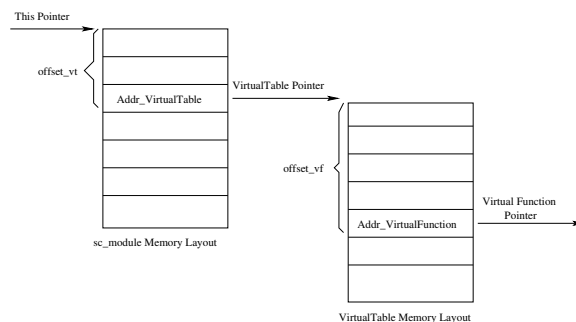 This Pointer
offset_vt
Addr_VirtualTable
VirtualTable Pointer
sc_module Memory Layout
offset_vf
Addr_VirtualFunction
Virtual Function
Pointer
VirtualTable Memory Layout